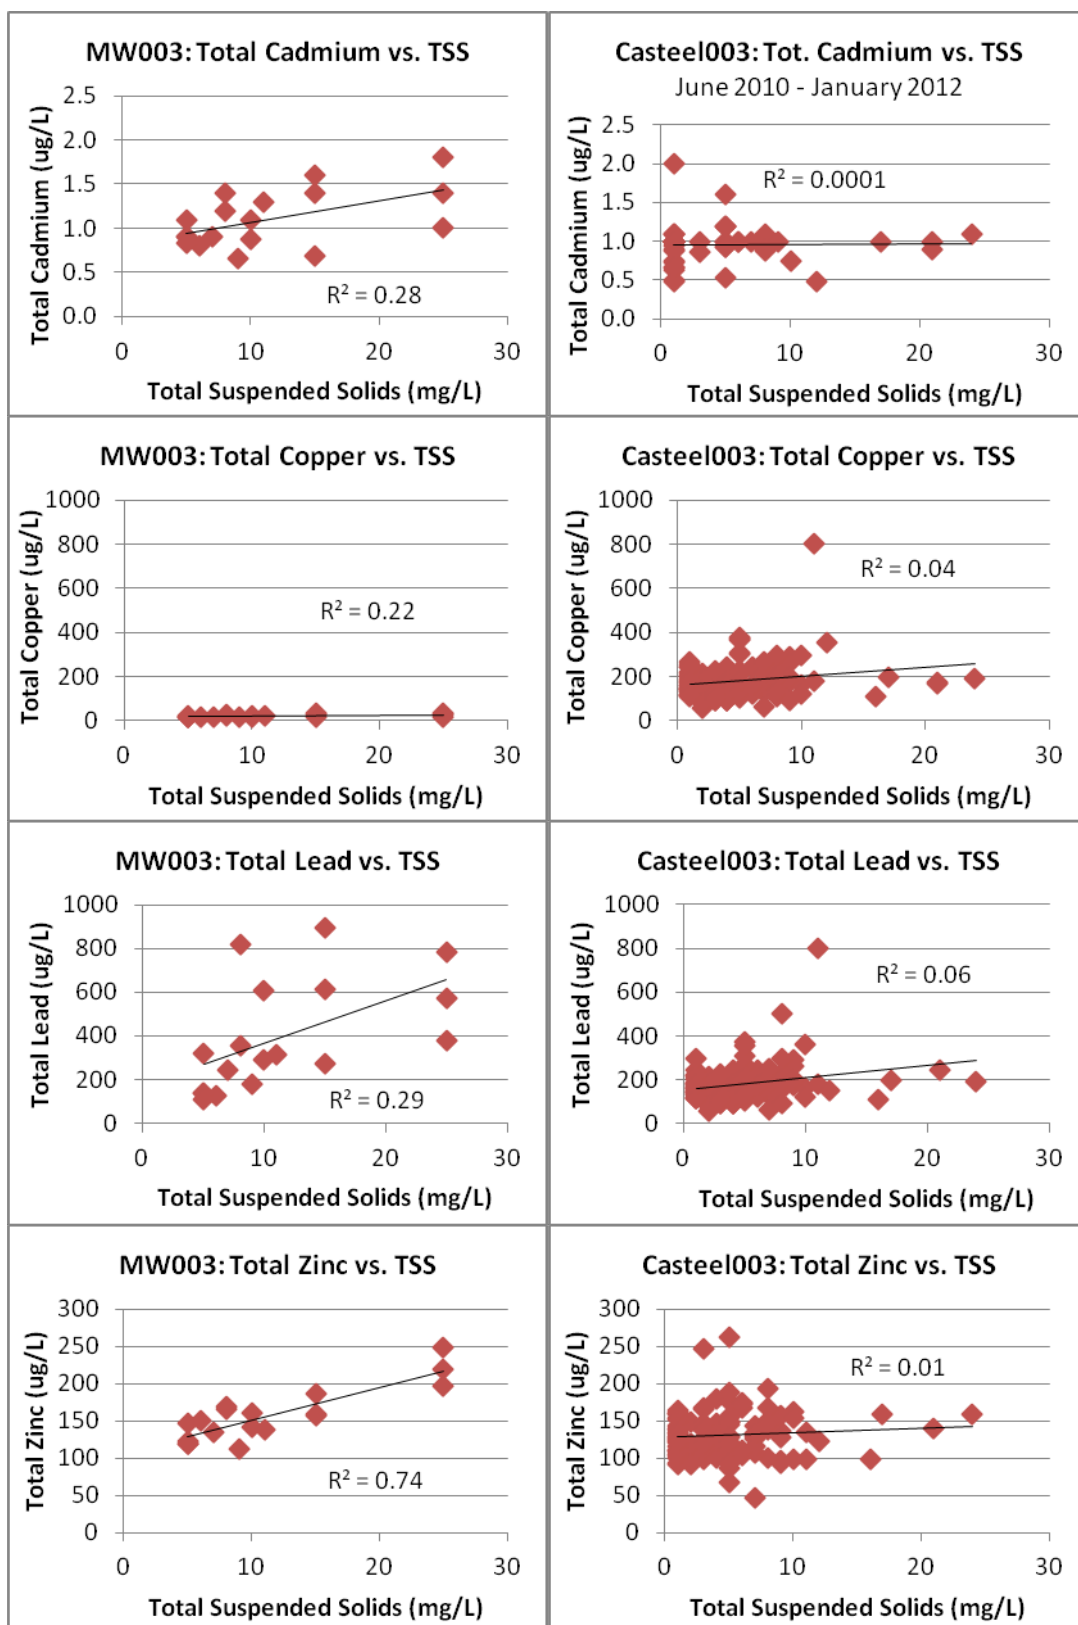 MW003: Total Cadmium vs. TSS
Total Cadmium (ug/L)
2.5
2.0
1.5
1.0
0.5
0.0
R² = 0.28
0 10 20 30
Total Suspended Solids (mg/L)
Casteel003: Tot. Cadmium vs. TSS
June 2010 - January 2012
Total Cadmium (ug/L)
2.5
2.0
1.5
1.0
0.5
0.0
R² = 0.0001
0 10 20 30
Total Suspended Solids (mg/L)
MW003: Total Copper vs. TSS
Total Copper (ug/L)
1000
800
600
400
200
0
R² = 0.22
0 10 20 30
Total Suspended Solids (mg/L)
Casteel003: Total Copper vs. TSS
Total Copper (ug/L)
1000
800
600
400
200
0
R² = 0.04
0 10 20 30
Total Suspended Solids (mg/L)
MW003: Total Lead vs. TSS
Total Lead (ug/L)
1000
800
600
400
200
0
R² = 0.29
0 10 20 30
Total Suspended Solids (mg/L)
Casteel003: Total Lead vs. TSS
Total Lead (ug/L)
1000
800
600
400
200
0
R² = 0.06
0 10 20 30
Total Suspended Solids (mg/L)
MW003: Total Zinc vs. TSS
Total Zinc (ug/L)
300
250
200
150
100
50
0
R² = 0.74
0 10 20 30
Total Suspended Solids (mg/L)
Casteel003: Total Zinc vs. TSS
Total Zinc (ug/L)
300
250
200
150
100
50
0
R² = 0.01
0 10 20 30
Total Suspended Solids (mg/L)